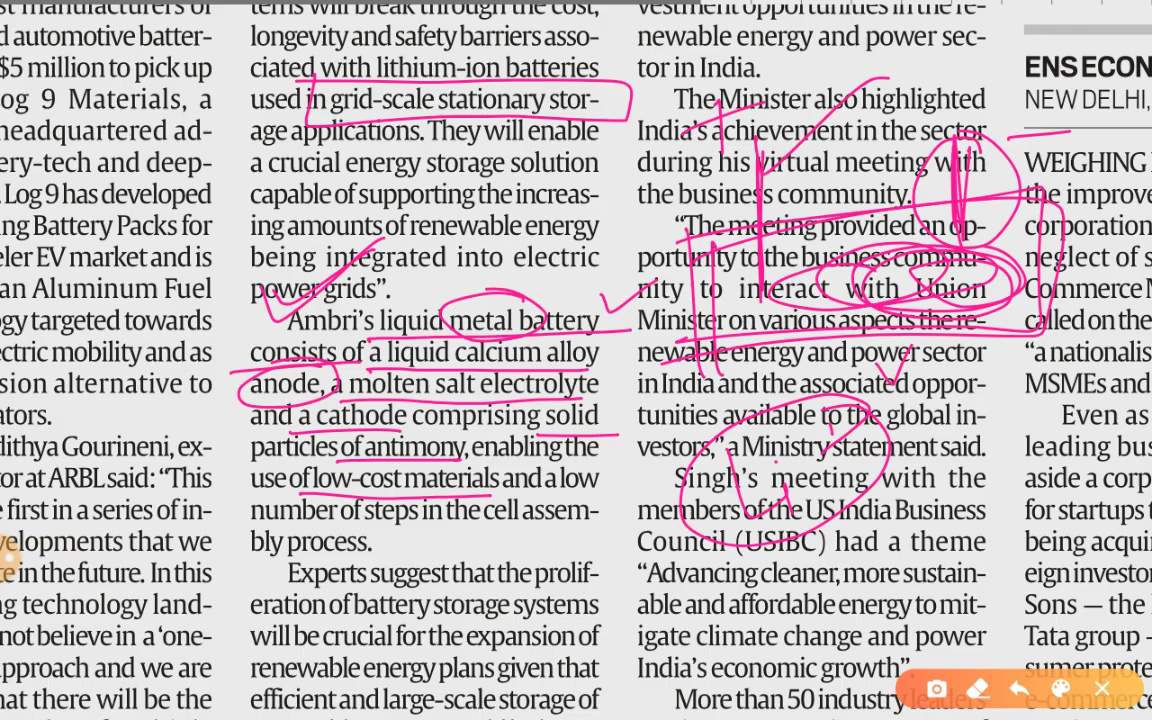 st manufacturers of
d automotive batter-
$5 million to pick up
og 9 Materials, a
headquartered ad-
ery-tech and deep-
. Log 9 has developed
ing Battery Packs for
eler EV market and is
an Aluminum Fuel
ogy targeted towards
ectric mobility and as
sion alternative to
ators.
dithya Gourineni, ex-
tor at ARBL said: “This
e first in a series of in-
velopments that we
te in the future. In this
ng technology land-
not believe in a ‘one-
approach and we are
hat there will be the
tems will break through the cost,
longevity and safety barriers asso-
ciated with lithium-ion batteries
used in grid-scale stationary stor-
age applications. They will enable
a crucial energy storage solution
capable of supporting the increas-
ing amounts of renewable energy
being integrated into electric
power grids”.
Ambri’s liquid metal battery
consists of a liquid calcium alloy
anode, a molten salt electrolyte
and a cathode comprising solid
particles of antimony, enabling the
use of low-cost materials and a low
number of steps in the cell assem-
bly process.
Experts suggest that the prolif-
eration of battery storage systems
will be crucial for the expansion of
renewable energy plans given that
efficient and large-scale storage of
vestment opportunities in the re-
newable energy and power sec-
tor in India.
The Minister also highlighted
India’s achievement in the sector
during his virtual meeting with
the business community.
“The meeting provided an op-
portunity to the business commu-
nity to interact with Union
Minister on various aspects the re-
newable energy and power sector
in India and the associated oppor-
tunities available to the global in-
vestors,” a Ministry statement said.
Singh’s meeting with the
members of the US India Business
Council (USIBC) had a theme
“Advancing cleaner, more sustain-
able and affordable energy to mit-
igate climate change and power
India’s economic growth”.
More than 50 industry leaders
ENS ECON
NEW DELHI,
WEIGHING
the improve
corporation
neglect of s
Commerce M
called on the
“a nationalis
MSMEs and
Even as
leading bus
aside a corp
for startups t
being acquir
eign investor
Sons — the
Tata group -
sumer prote
e-commerce